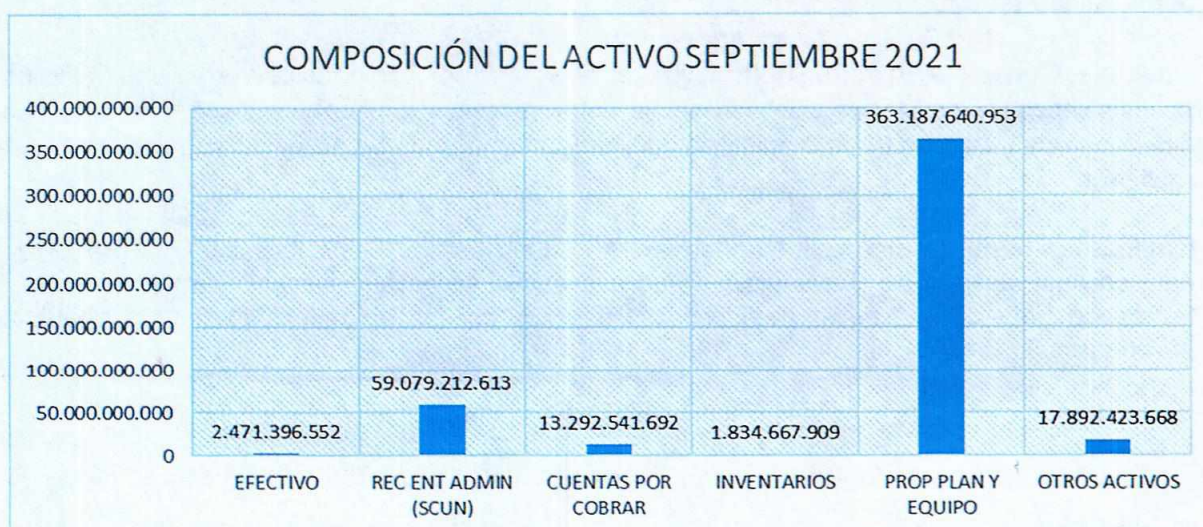 COMPOSICIÓN DEL ACTIVO SEPTIEMBRE 2021
400.000.000.000
350.000.000.000
300.000.000.000
250.000.000.000
200.000.000.000
150.000.000.000
100.000.000.000
50.000.000.000
0
2.471.396.552
59.079.212.613
13.292.541.692
1.834.667.909
363.187.640.953
17.892.423.668
EFECTIVO
REC ENT ADMIN
(SCUN)
CUENTAS POR
COBRAR
INVENTARIOS
PROP PLAN Y
EQUIPO
OTROS ACTIVOS